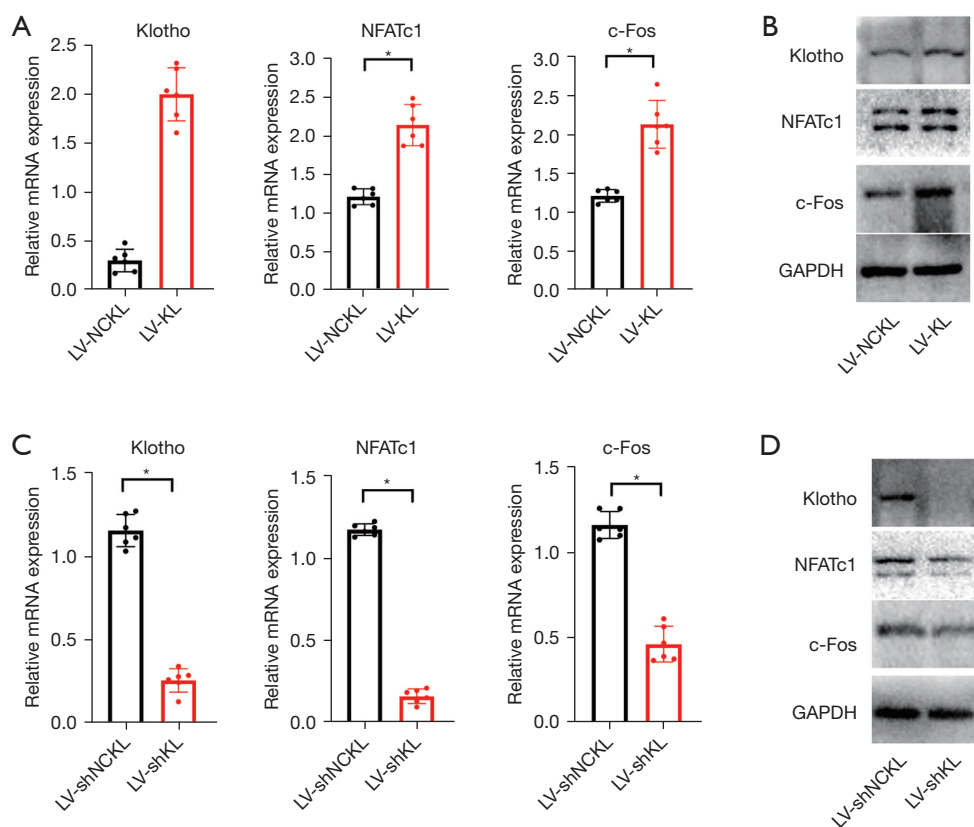 A
Klotho
NFATc1
c-Fos
Relative mRNA expression
2.5
2.0
1.5
1.0
0.5
0.0
LV-NCKL
LV-KL
Relative mRNA expression
3.0
2.5
2.0
1.5
1.0
0.5
0.0
*
LV-NCKL
LV-KL
Relative mRNA expression
3.0
2.5
2.0
1.5
1.0
0.5
0.0
*
LV-NCKL
LV-KL
B
Klotho
NFATc1
c-Fos
GAPDH
LV-NCKL
LV-KL
C
Klotho
NFATc1
c-Fos
Relative mRNA expression
1.5
1.0
0.5
0.0
*
LV-shNCKL
LV-shKL
Relative mRNA expression
1.5
1.0
0.5
0.0
*
LV-shNCKL
LV-shKL
Relative mRNA expression
1.5
1.0
0.5
0.0
*
LV-shNCKL
LV-shKL
D
Klotho
NFATc1
c-Fos
GAPDH
LV-shNCKL
LV-shKL